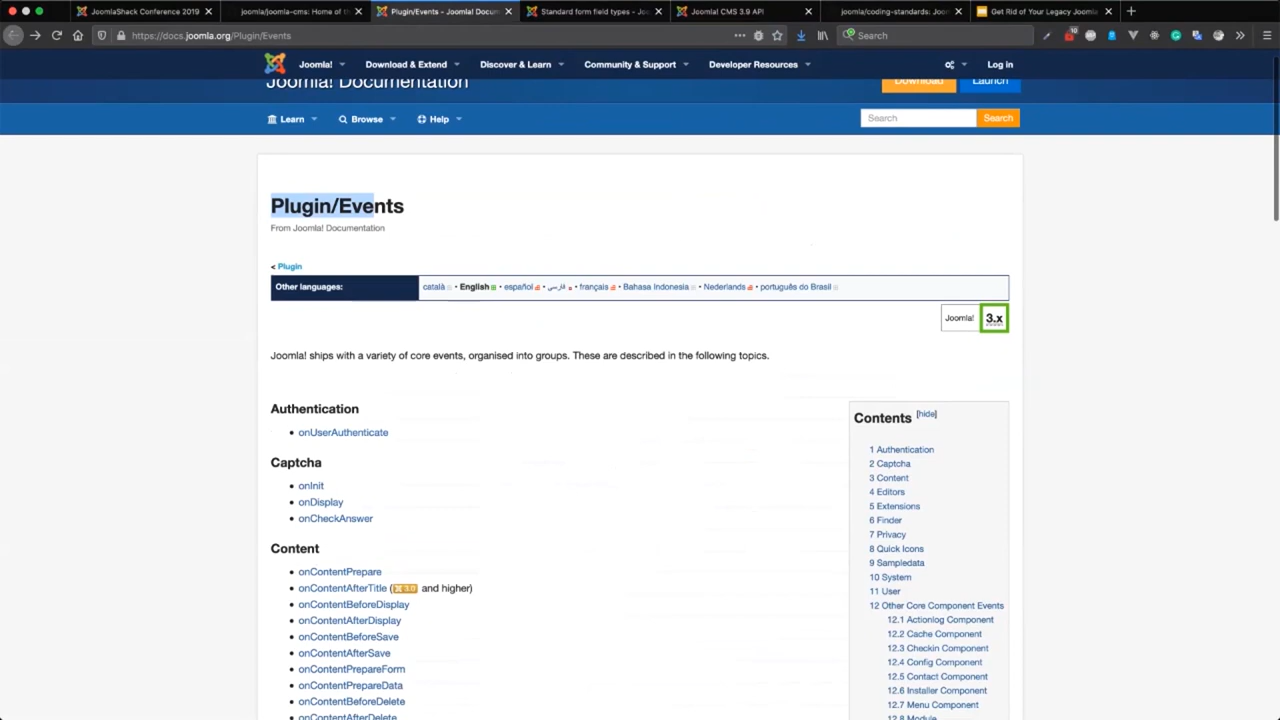 JoomlaShack Conference 2019
joomla/joomla-cms: Home of th
Plugin/Events - Joomla! Docum
Standard form field types - Joo
Joomla! CMS 3.9 API
joomla/coding-standards: Joom
Get Rid of Your Legacy Joomla
https://docs.joomla.org/Plugin/Events
Search
Joomla!
Download & Extend
Discover & Learn
Community & Support
Developer Resources
Log in
Joomla! Documentation
Download
Launch
Learn
Browse
Help
Search
Search
Plugin/Events
From Joomla! Documentation
< Plugin
Other languages:
català • English • español • فارسی • français • Bahasa Indonesia • Nederlands • português do Brasil
Joomla! 3.x
Joomla! ships with a variety of core events, organised into groups. These are described in the following topics.
Authentication
• onUserAuthenticate
Captcha
• onInit
• onDisplay
• onCheckAnswer
Content
• onContentPrepare
• onContentAfterTitle (3.0 and higher)
• onContentBeforeDisplay
• onContentAfterDisplay
• onContentBeforeSave
• onContentAfterSave
• onContentPrepareForm
• onContentPrepareData
• onContentBeforeDelete
• onContentAfterDelete
Contents [hide]
1 Authentication
2 Captcha
3 Content
4 Editors
5 Extensions
6 Finder
7 Privacy
8 Quick Icons
9 Sampledata
10 System
11 User
12 Other Core Component Events
12.1 Actionlog Component
12.2 Cache Component
12.3 Checkin Component
12.4 Config Component
12.5 Contact Component
12.6 Installer Component
12.7 Menu Component
12.8 Module